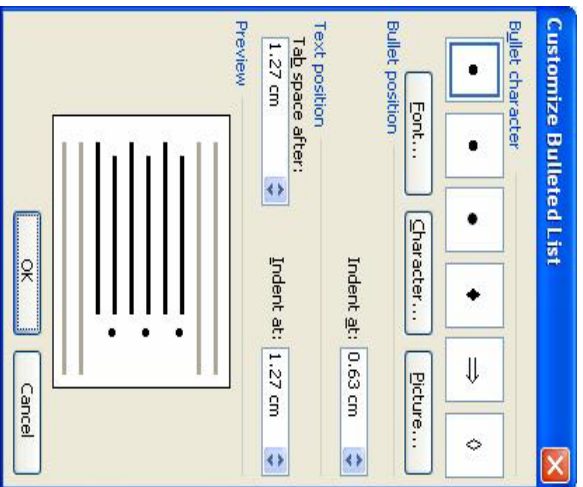 Customize Bulleted List
Bullet character
Font... Character... Picture...
Bullet position
Indent at: 0.63 cm
Text position
Tab space after:
1.27 cm Indent at: 1.27 cm
Preview
OK Cancel